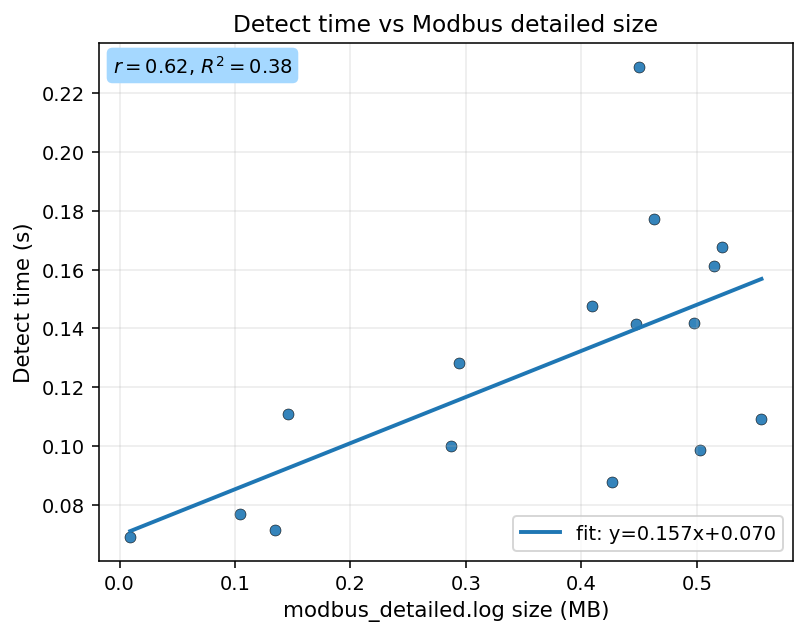 Detect time vs Modbus detailed size
r = 0.62, R² = 0.38
0.22
0.20
0.18
0.16
0.14
0.12
0.10
0.08
Detect time (s)
fit: y=0.157x+0.070
0.0 0.1 0.2 0.3 0.4 0.5
modbus_detailed.log size (MB)